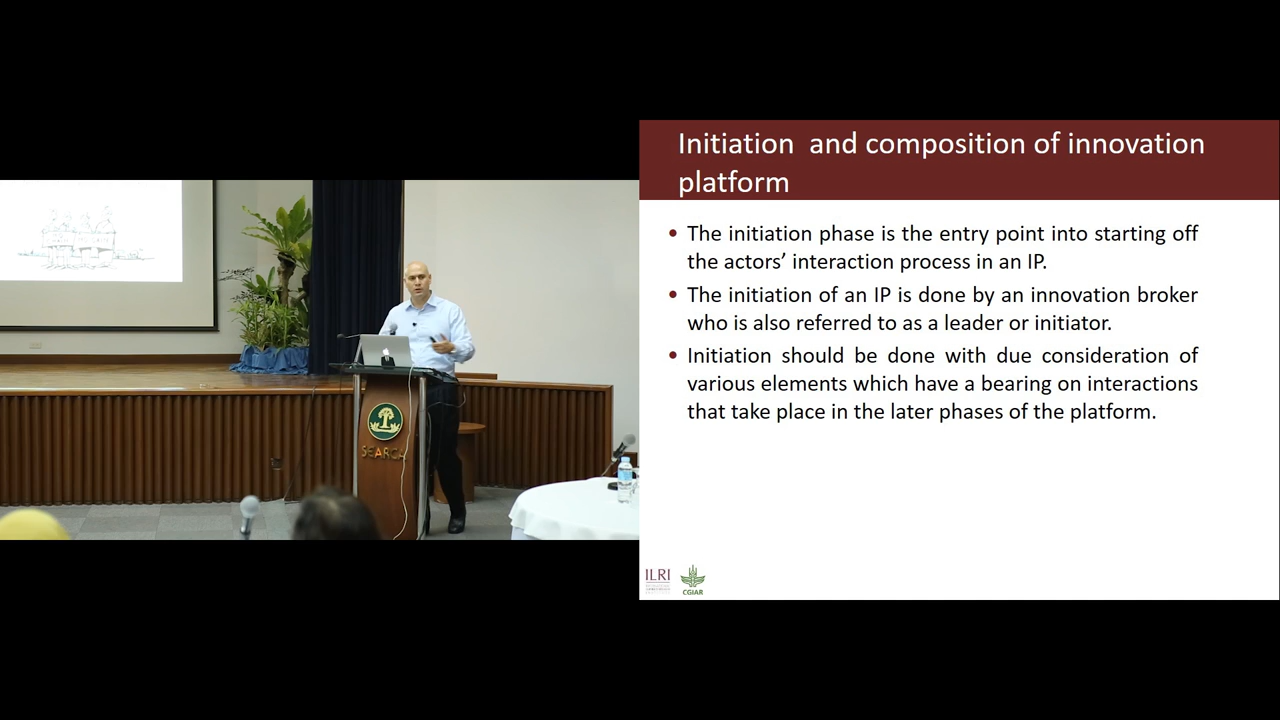 Initiation  and composition of innovation
platform
• The initiation phase is the entry point into starting off
the actors’ interaction process in an IP.
• The initiation of an IP is done by an innovation broker
who is also referred to as a leader or initiator.
• Initiation should be done with due consideration of
various elements which have a bearing on interactions
that take place in the later phases of the platform.
SEARC
ILRI
CGIAR